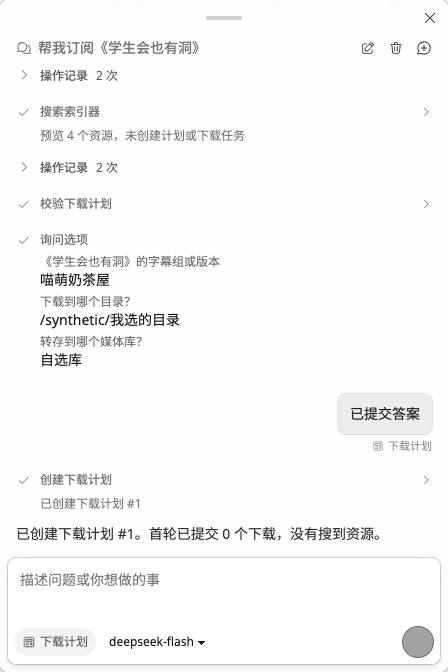 帮我订阅《学生会也有洞》
操作记录 2 次
搜索索引器
预览 4 个资源，未创建计划或下载任务
操作记录 2 次
校验下载计划
询问选项
《学生会也有洞》的字幕组或版本
喵萌奶茶屋
下载到哪个目录？
/synthetic/我选的目录
转存到哪个媒体库？
自选库
已提交答案
下载计划
创建下载计划
已创建下载计划 #1
已创建下载计划 #1。首轮已提交 0 个下载，没有搜到资源。
描述问题或你想做的事
下载计划 deepseek-flash